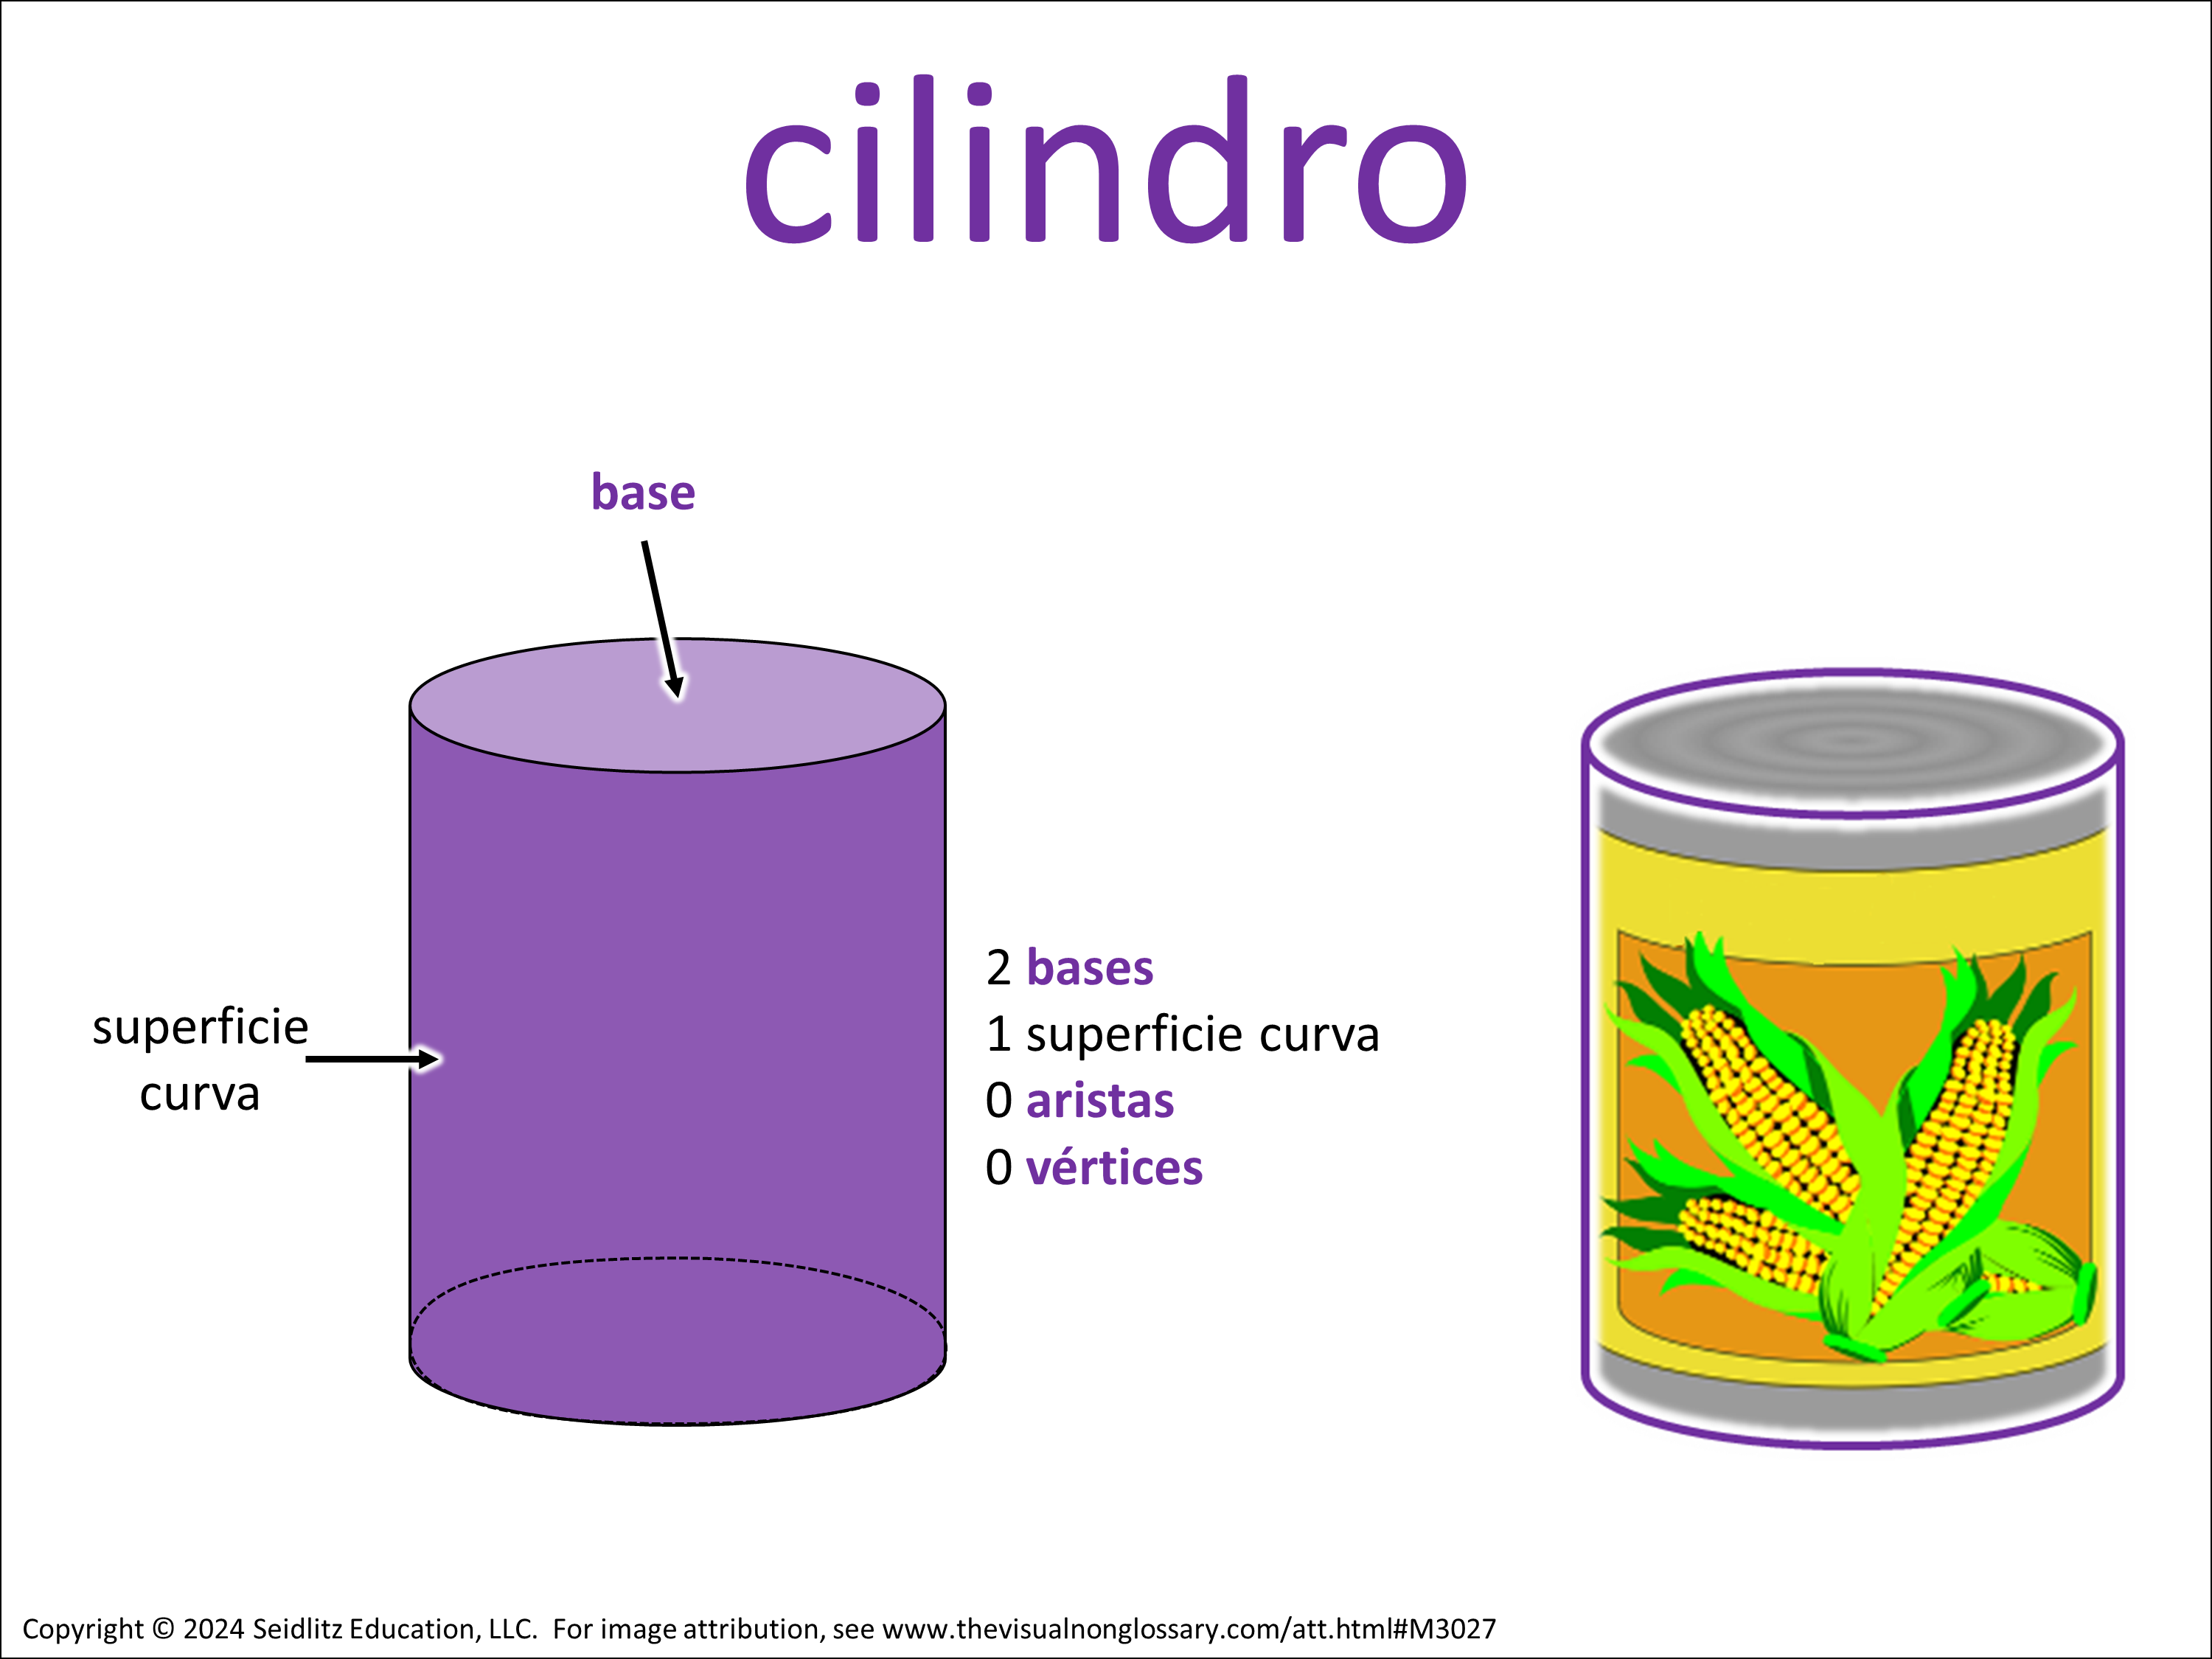 cilindro
base
superficie
curva
2 bases
1 superficie curva
0 aristas
0 vértices
Copyright © 2024 Seidlitz Education, LLC.  For image attribution, see www.thevisualnonglossary.com/att.html#M3027